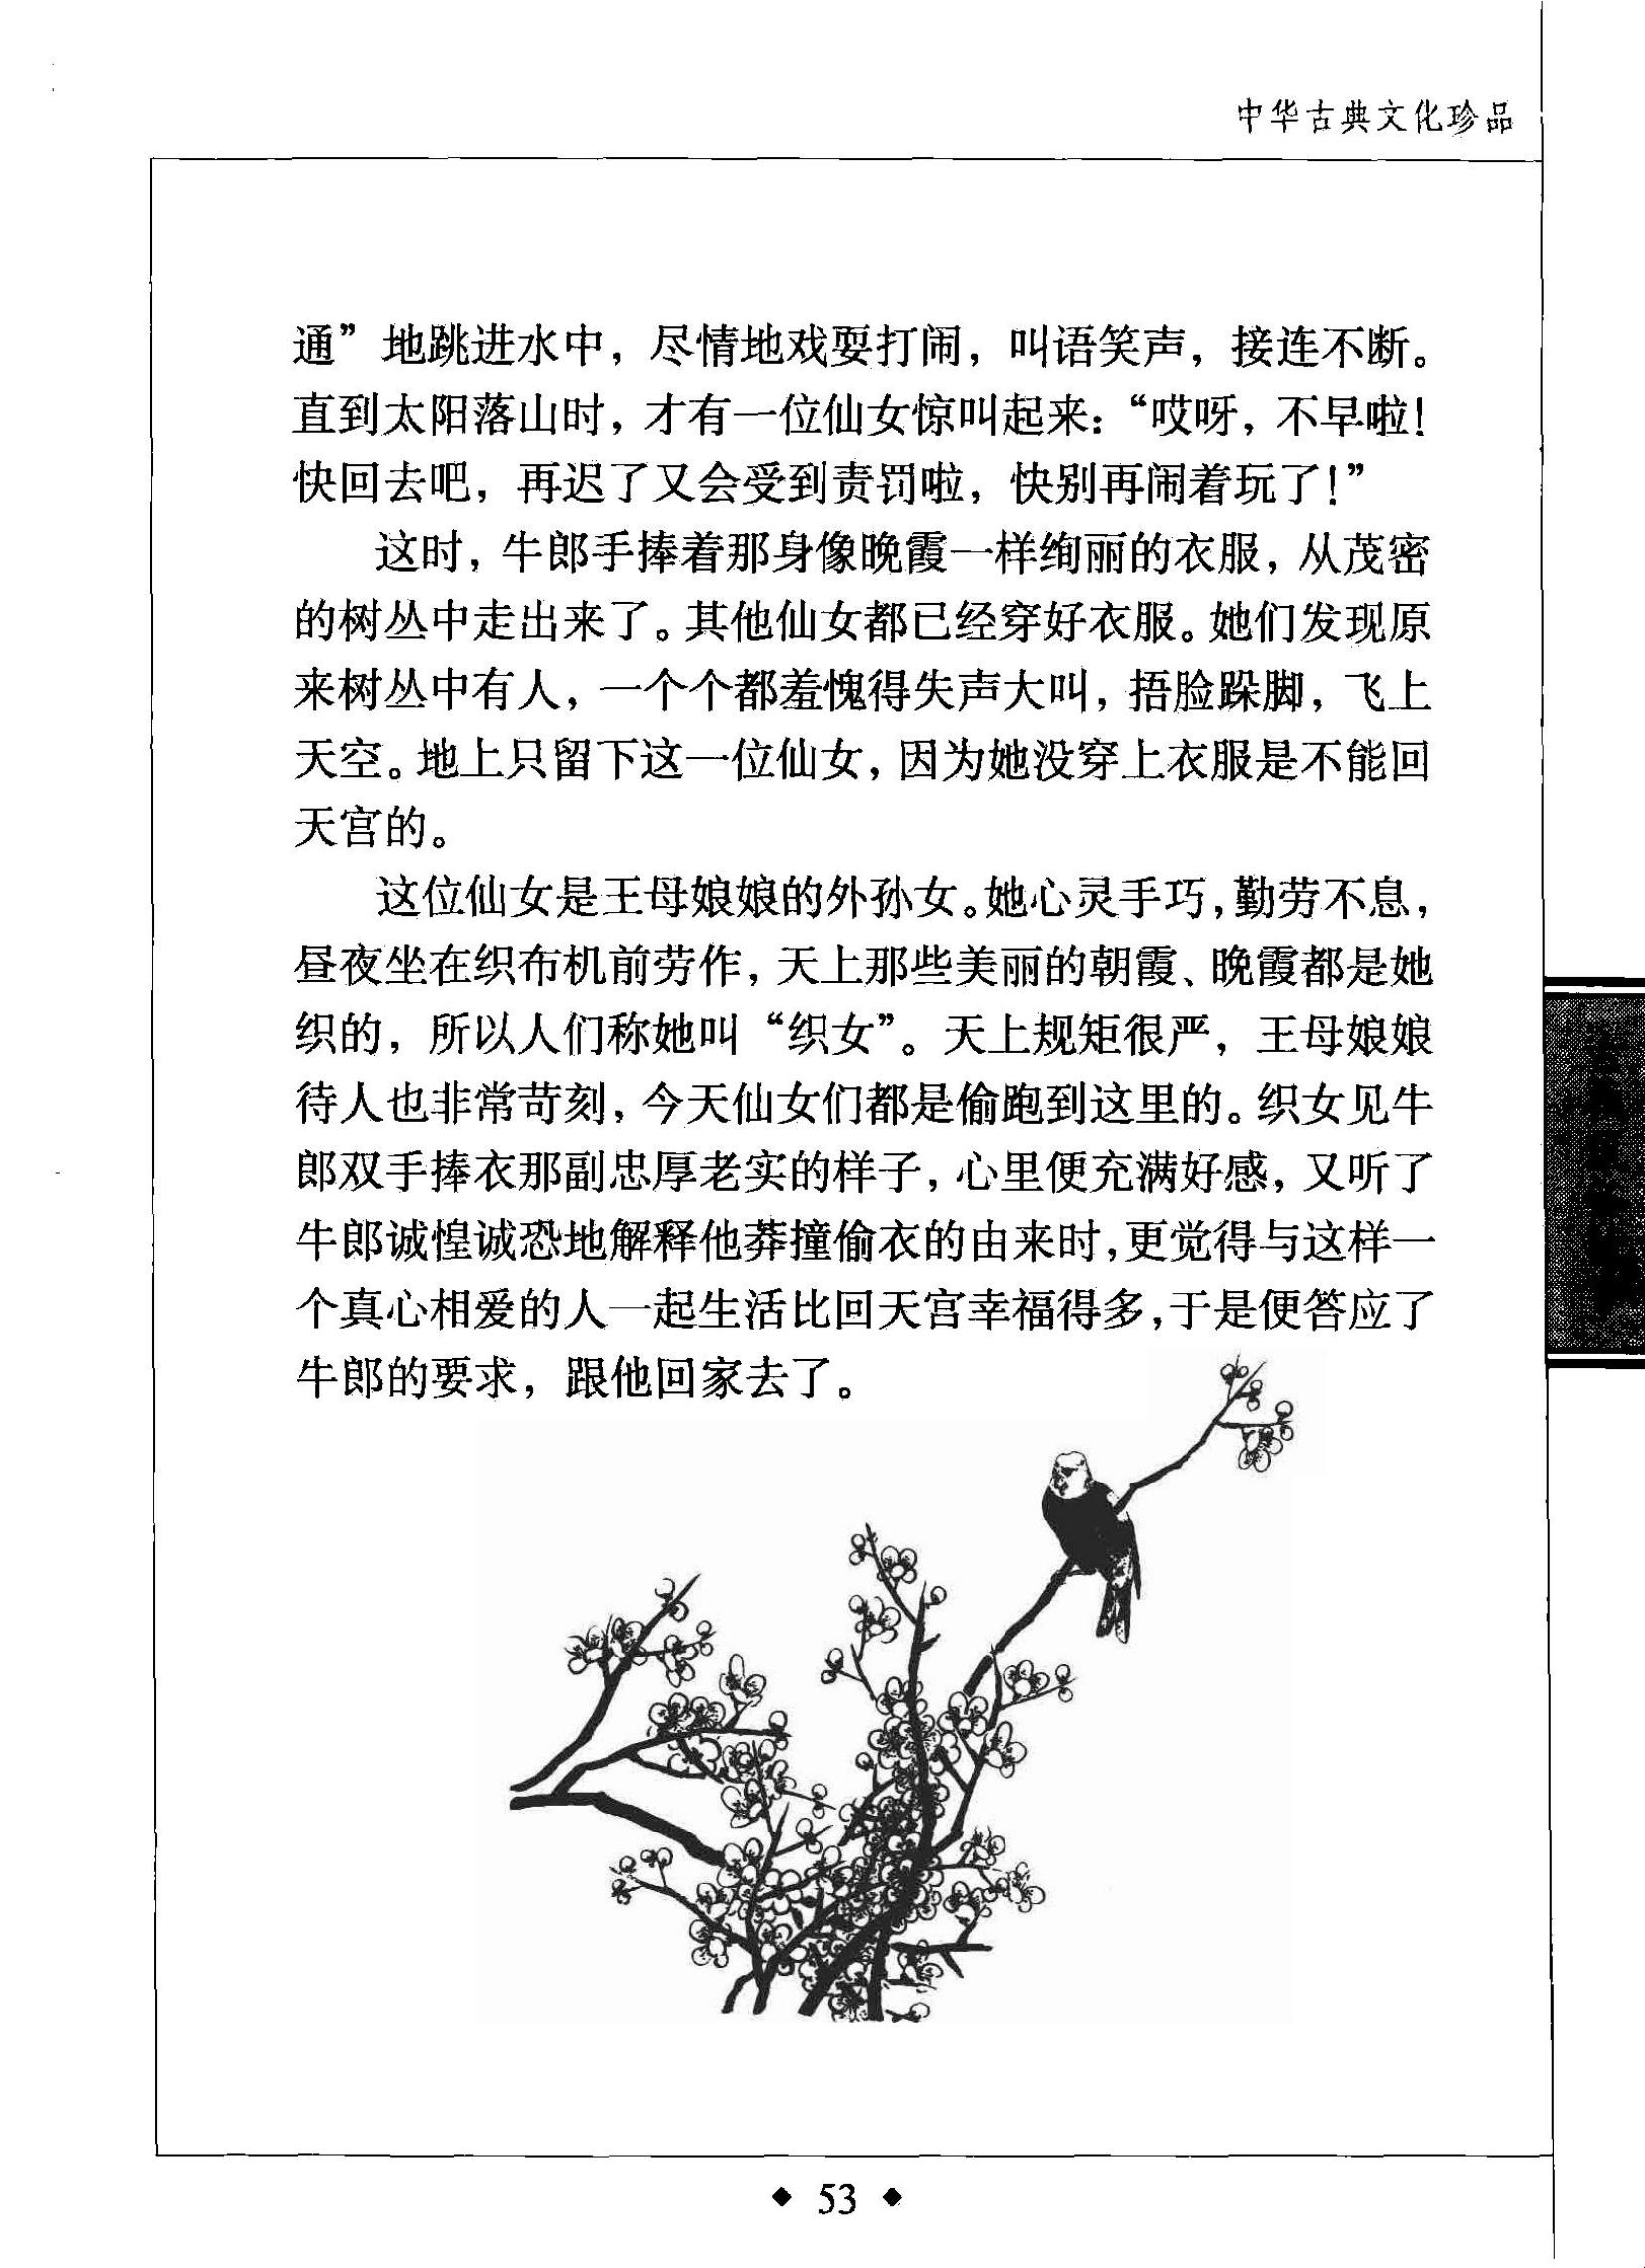 中华古典文化珍品
通”地跳进水中，尽情地戏耍打闹，叫语笑声，接连不断。
直到太阳落山时，才有一位仙女惊叫起来：“哎呀，不早啦！
快回去吧，再迟了又会受到责罚啦，快别再闹着玩了！”
这时，牛郎手捧着那身像晚霞一样绚丽的衣服，从茂密
的树丛中走出来了。其他仙女都已经穿好衣服。她们发现原
来树丛中有人，一个个都羞愧得失声大叫，捂脸跺脚，飞上
天空。地上只留下这一位仙女，因为她没穿上衣服是不能回
天宫的。
这位仙女是王母娘娘的外孙女。她心灵手巧，勤劳不息，
昼夜坐在织布机前劳作，天上那些美丽的朝霞、晚霞都是她
织的，所以人们称她叫“织女”。天上规矩很严，王母娘娘
待人也非常苛刻，今天仙女们都是偷跑到这里的。织女见牛
郎双手捧衣那副忠厚老实的样子，心里便充满好感，又听了
牛郎诚惶诚恐地解释他莽撞偷衣的由来时，更觉得与这样一
个真心相爱的人一起生活比回天宫幸福得多，于是便答应了
牛郎的要求，跟他回家去了。
◆ 53 ◆